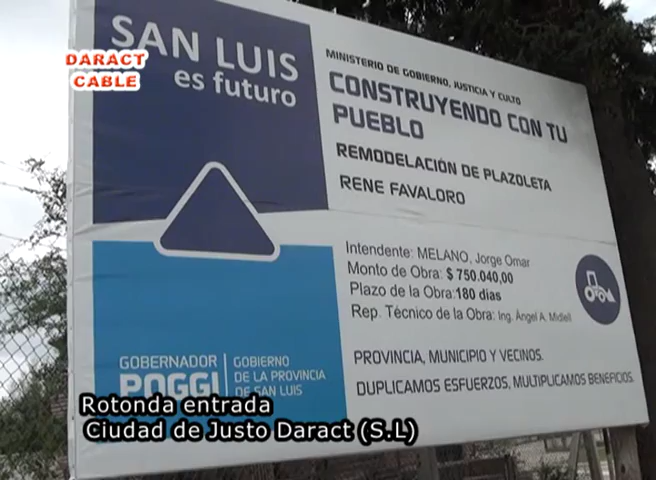 SAN LUIS
es futuro
DARACT
CABLE
MINISTERIO DE GOBIERNO, JUSTICIA Y CULTO
CONSTRUYENDO CON TU
PUEBLO
REMODELACIÓN DE PLAZOLETA
RENE FAVALORO
Intendente: MELANO, Jorge Omar
Monto de Obra: $ 750.040,00
Plazo de la Obra: 180 dias
Rep. Técnico de la Obra: Ing. Ángel A. Midleli
PROVINCIA, MUNICIPIO Y VECINOS.
DUPLICAMOS ESFUERZOS, MULTIPLICAMOS BENEFICIOS.
GOBERNADOR
POGGI
GOBIERNO
DE LA PROVINCIA
DE SAN LUIS
Rotonda entrada
Ciudad de Justo Daract (S.L)